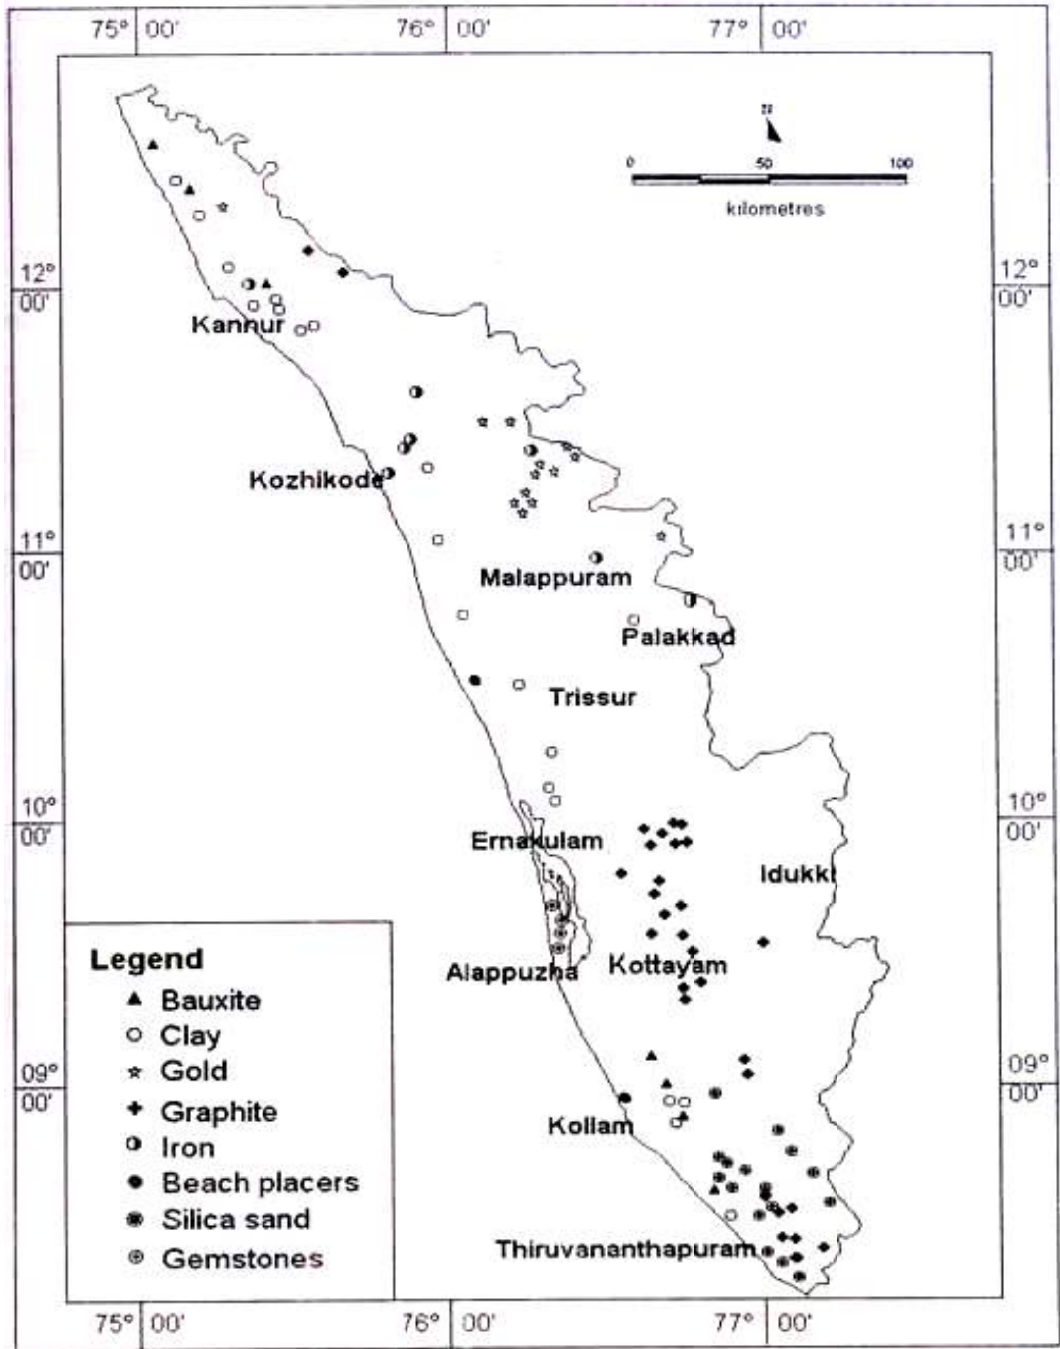 75° 00' 76° 00' 77° 00'
N
0 50 100
kilometres
12° 00' 12° 00'
Kannur
Kozhikode
11° 00' 11° 00'
Malappuram
Palakkad
Trissur
10° 00' 10° 00'
Ernakulam
Idukki
Alappuzha
Kottayam
Legend
Bauxite
Clay
Gold
Graphite
Iron
Beach placers
Silica sand
Gemstones
09° 00' 09° 00'
Kollam
Thiruvananthapuram
75° 00' 76° 00' 77° 00'